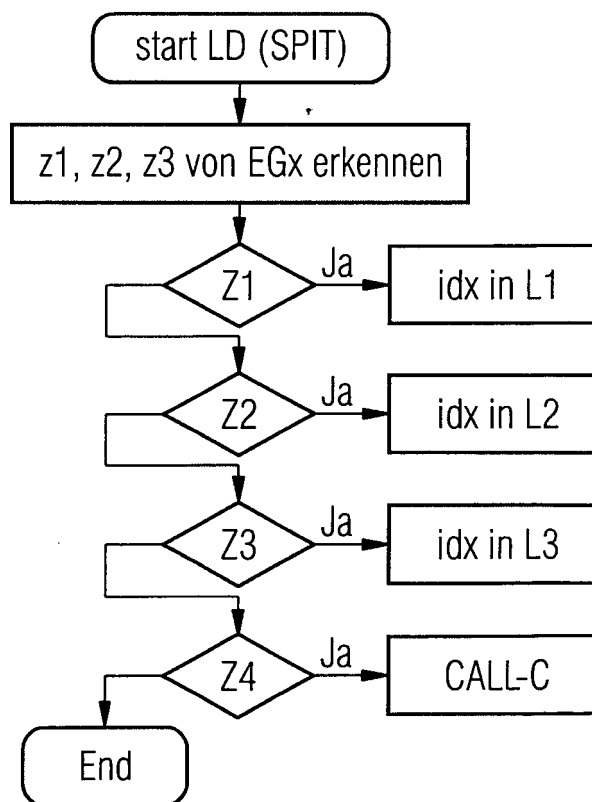 start LD (SPIT)
z1, z2, z3 von EGx erkennen
Z1
Ja
idx in L1
Z2
Ja
idx in L2
Z3
Ja
idx in L3
Z4
Ja
CALL-C
End